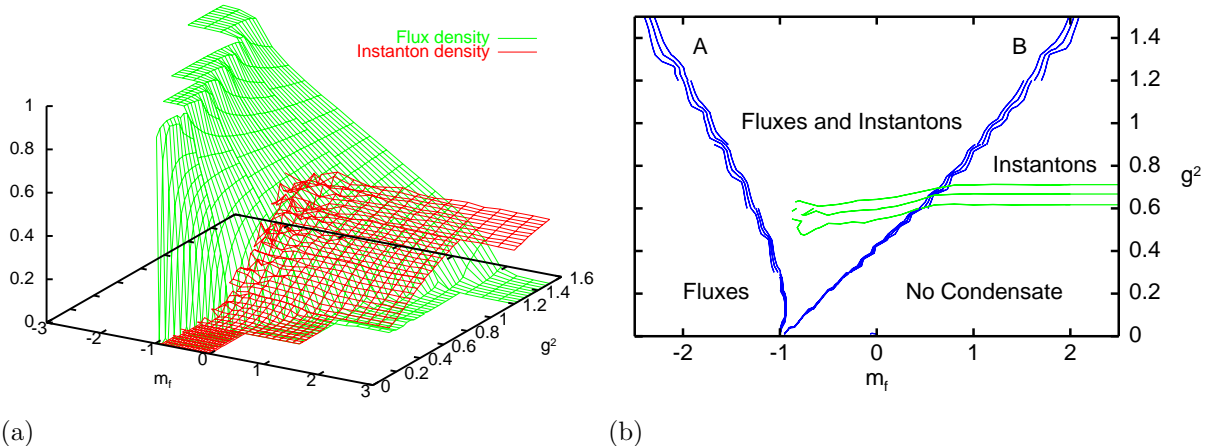 Flux density
Instanton density
1
0.8
0.6
0.4
0.2
0
-3
-2
-1
0
1
2
3
m_f
0
0.2
0.4
0.6
0.8
1
1.2
1.4
1.6
g²
(a)
A
B
Fluxes and Instantons
Instantons
Fluxes
No Condensate
1.4
1.2
1
0.8
0.6
0.4
0.2
0
g²
-2
-1
0
1
2
m_f
(b)